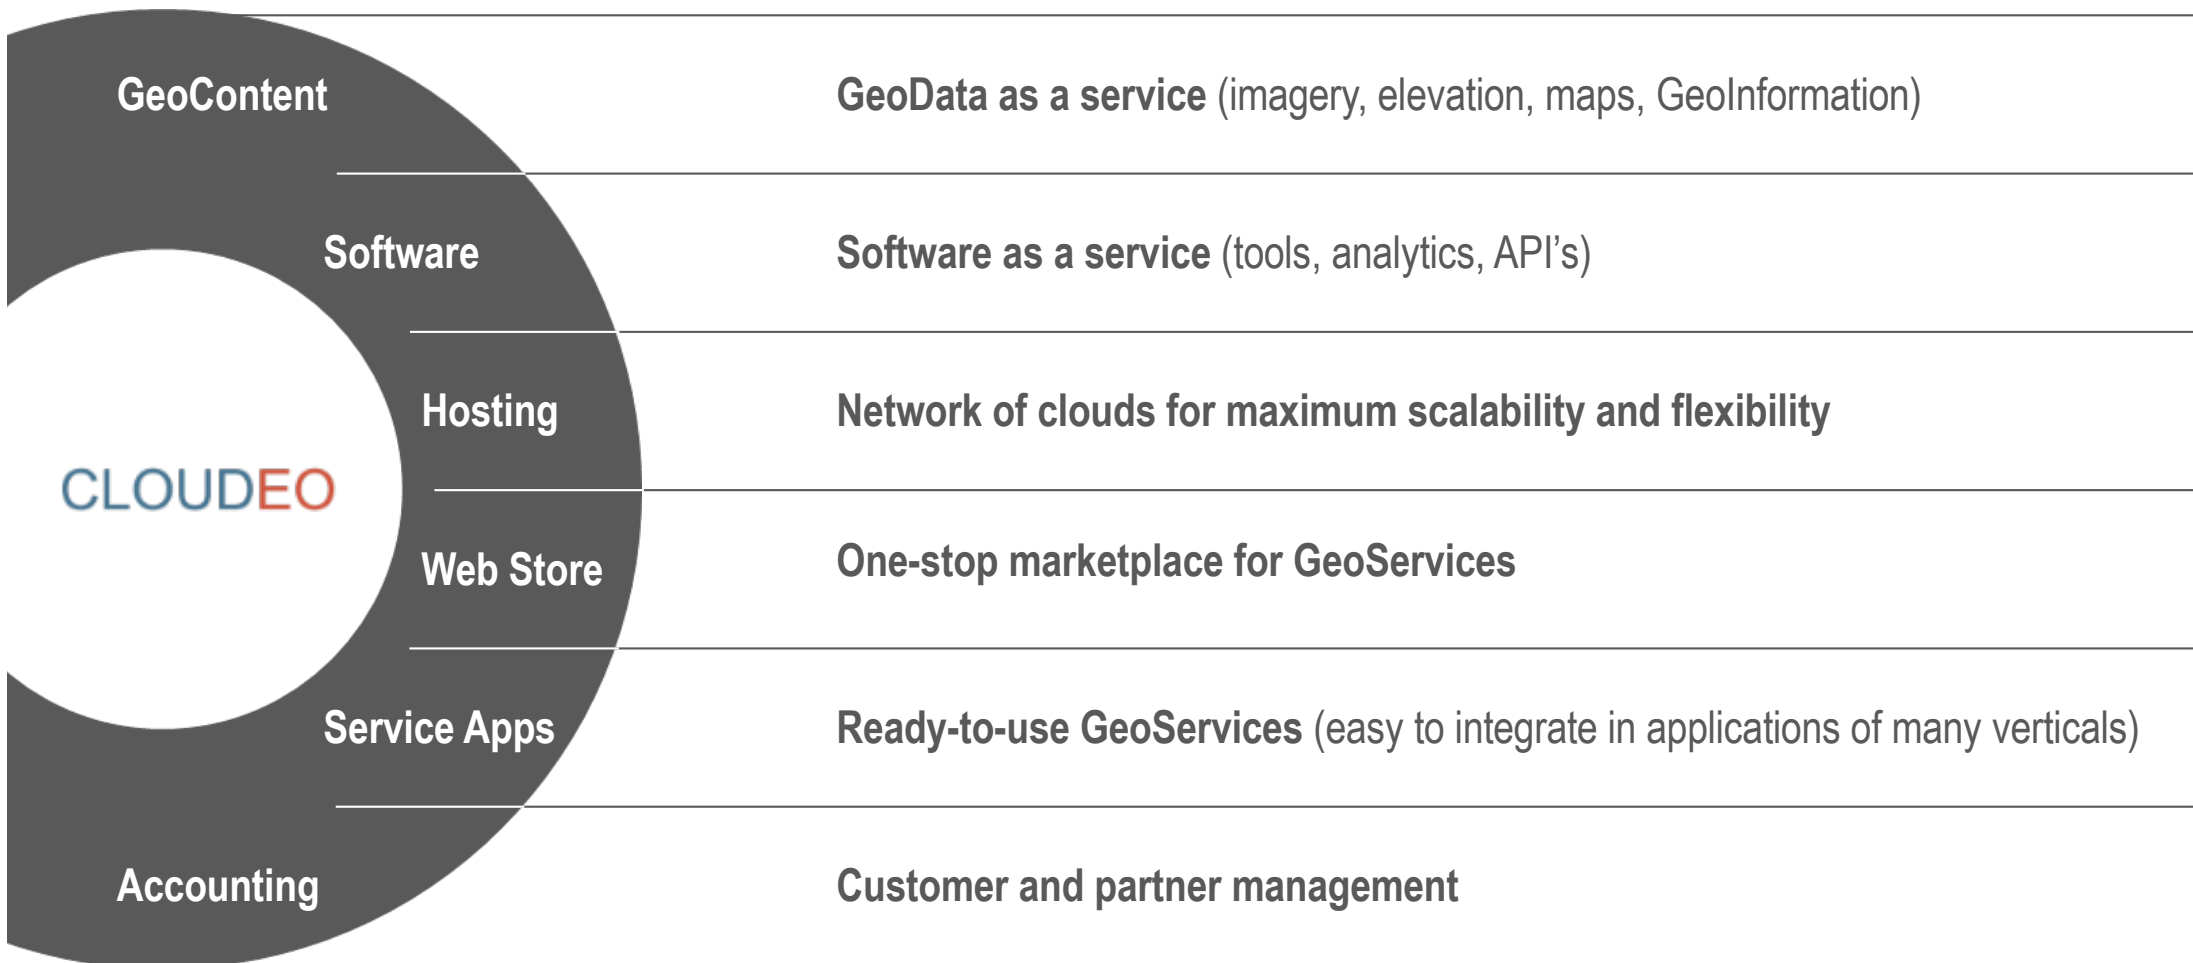 GeoContent
GeoData as a service (imagery, elevation, maps, GeoInformation)
Software
Software as a service (tools, analytics, API's)
Hosting
Network of clouds for maximum scalability and flexibility
CLOUDEO
Web Store
One-stop marketplace for GeoServices
Service Apps
Ready-to-use GeoServices (easy to integrate in applications of many verticals)
Accounting
Customer and partner management